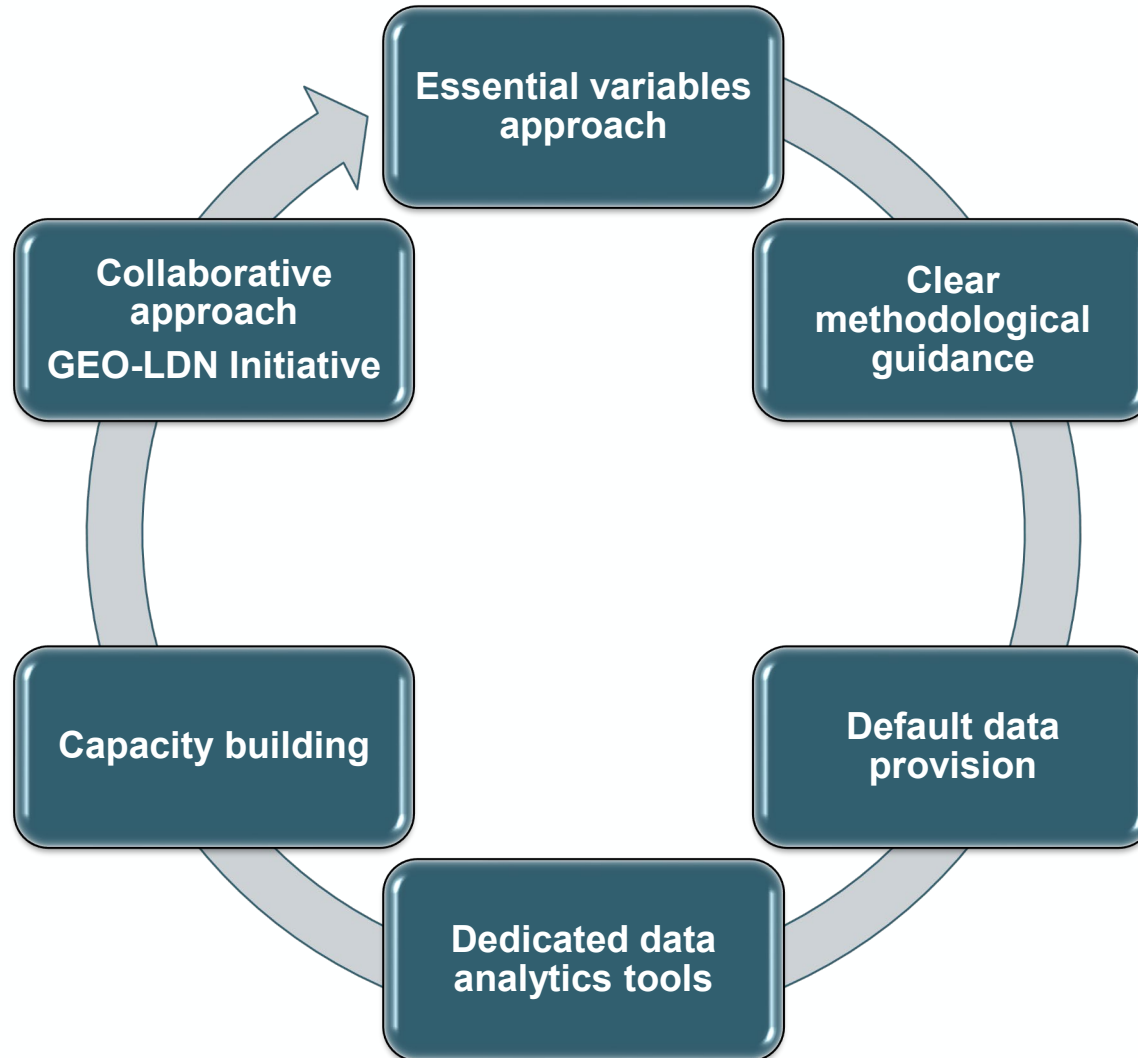 Essential variables
approach
Clear
methodological
guidance
Default data
provision
Dedicated data
analytics tools
Capacity building
Collaborative
approach
GEO-LDN Initiative